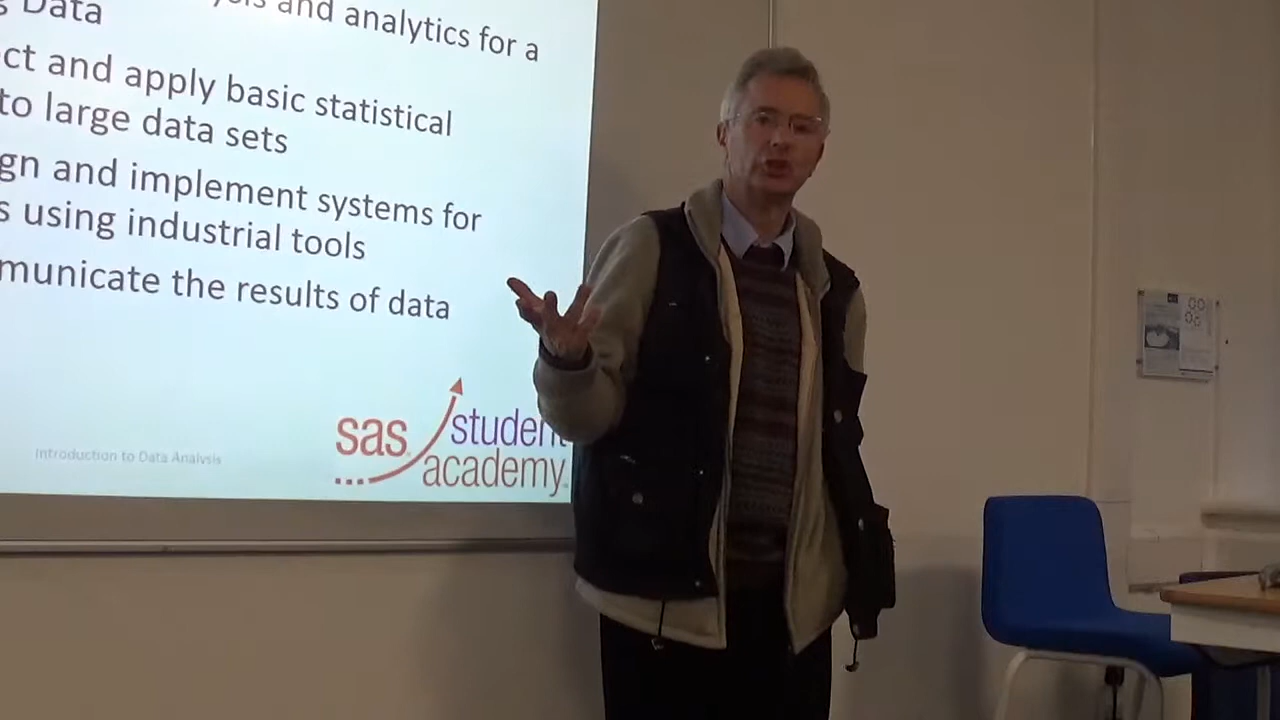 Data
and analytics for a
ct and apply basic statistical
to large data sets
gn and implement systems for
s using industrial tools
municate the results of data
Introduction to Data Analysis
sas
student
academy